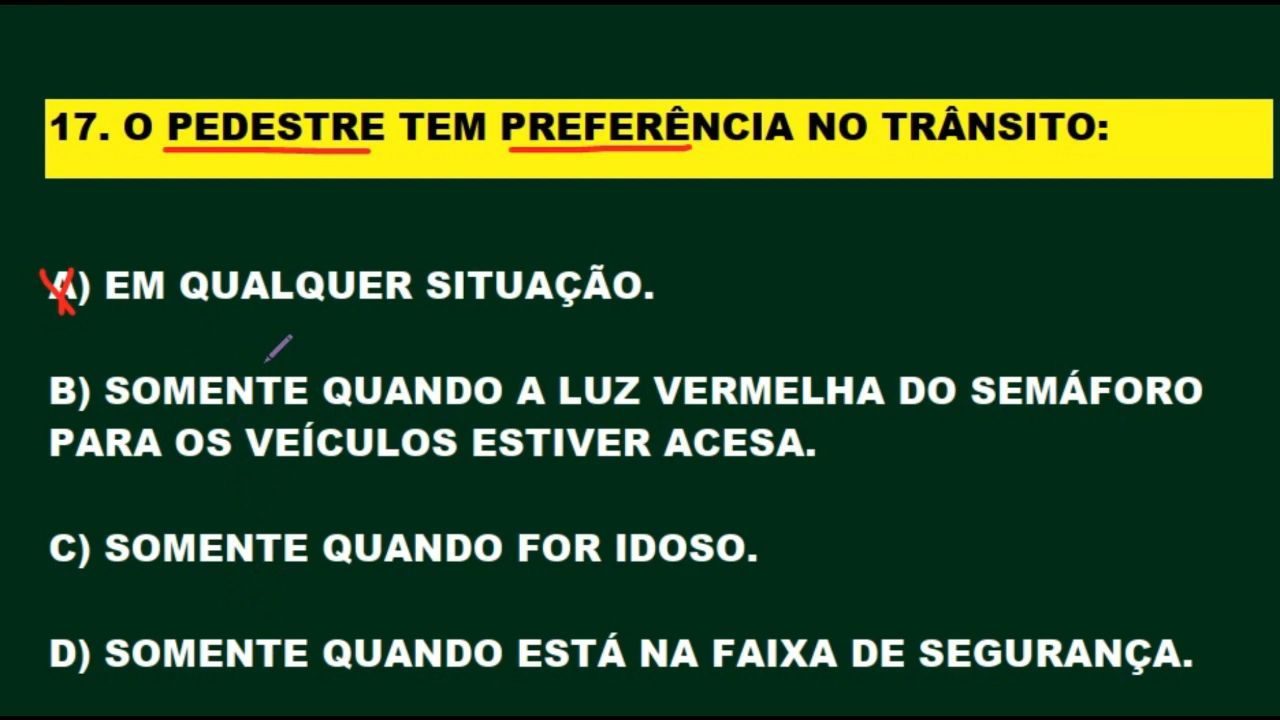 17. O PEDESTRE TEM PREFERÊNCIA NO TRÂNSITO:
A) EM QUALQUER SITUAÇÃO.
B) SOMENTE QUANDO A LUZ VERMELHA DO SEMÁFORO
PARA OS VEÍCULOS ESTIVER ACESA.
C) SOMENTE QUANDO FOR IDOSO.
D) SOMENTE QUANDO ESTÁ NA FAIXA DE SEGURANÇA.